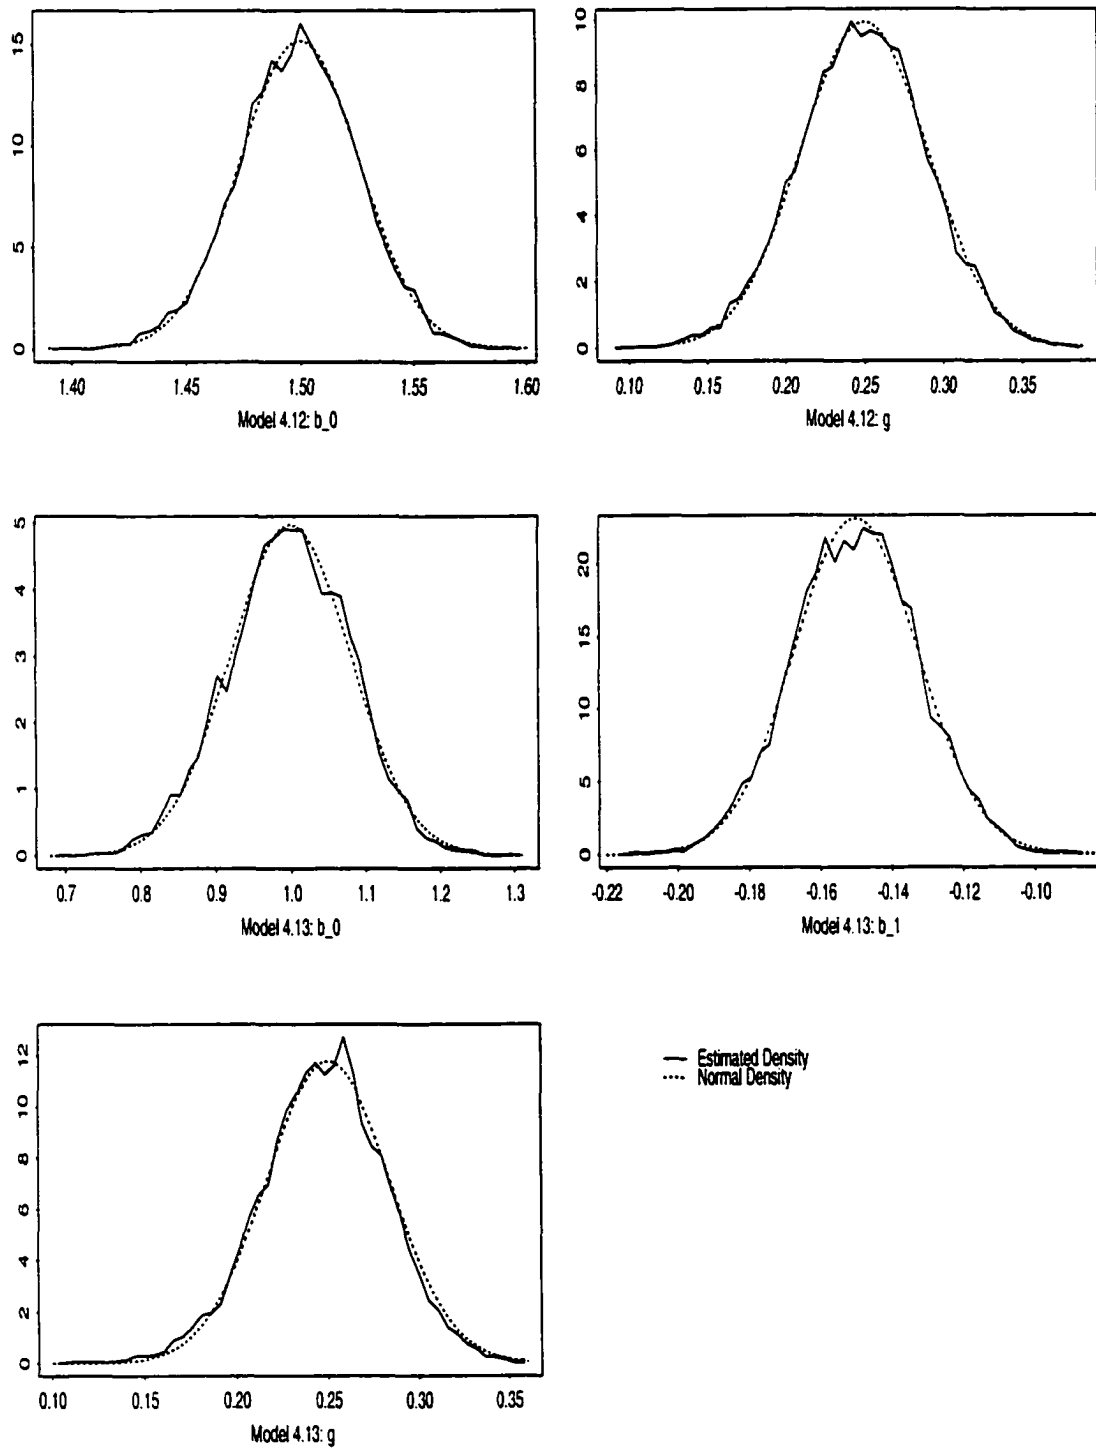 15
10
5
0
1.40 1.45 1.50 1.55 1.60
Model 4.12: b_0
10
8
6
4
2
0
0.10 0.15 0.20 0.25 0.30 0.35
Model 4.12: g
5
4
3
2
1
0
0.7 0.8 0.9 1.0 1.1 1.2 1.3
Model 4.13: b_0
20
15
10
5
0
-0.22 -0.20 -0.18 -0.16 -0.14 -0.12 -0.10
Model 4.13: b_1
12
10
8
6
4
2
0
0.10 0.15 0.20 0.25 0.30 0.35
Model 4.13: g
Estimated Density
Normal Density